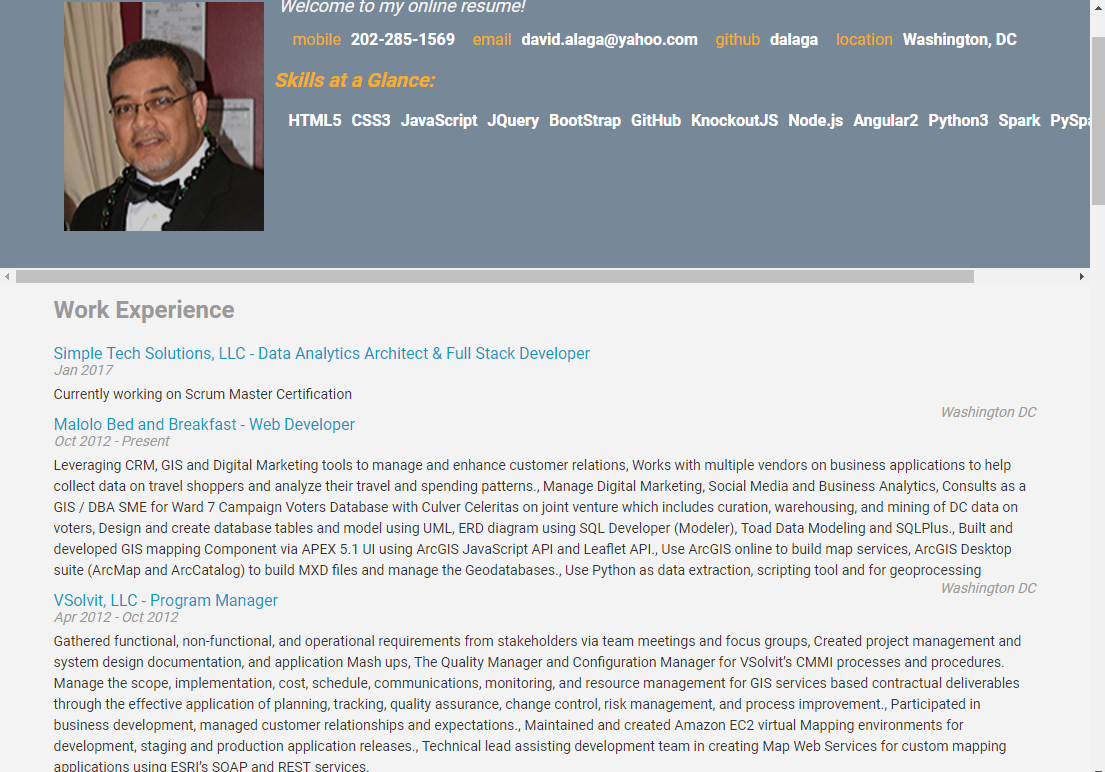 Welcome to my online resume!
mobile 202-285-1569 email david.alaga@yahoo.com github dalaga location Washington, DC
Skills at a Glance:
HTML5 CSS3 JavaScript JQuery BootStrap GitHub KnockoutJS Node.js Angular2 Python3 Spark PySpa
Work Experience
Simple Tech Solutions, LLC - Data Analytics Architect & Full Stack Developer
Jan 2017
Currently working on Scrum Master Certification
Washington DC
Malolo Bed and Breakfast - Web Developer
Oct 2012 - Present
Leveraging CRM, GIS and Digital Marketing tools to manage and enhance customer relations, Works with multiple vendors on business applications to help
collect data on travel shoppers and analyze their travel and spending patterns., Manage Digital Marketing, Social Media and Business Analytics, Consults as a
GIS / DBA SME for Ward 7 Campaign Voters Database with Culver Celeritas on joint venture which includes curation, warehousing, and mining of DC data on
voters, Design and create database tables and model using UML, ERD diagram using SQL Developer (Modeler), Toad Data Modeling and SQLPlus., Built and
developed GIS mapping Component via APEX 5.1 UI using ArcGIS JavaScript API and Leaflet API., Use ArcGIS online to build map services, ArcGIS Desktop
suite (ArcMap and ArcCatalog) to build MXD files and manage the Geodatabases., Use Python as data extraction, scripting tool and for geoprocessing
Washington DC
VSolvit, LLC - Program Manager
Apr 2012 - Oct 2012
Gathered functional, non-functional, and operational requirements from stakeholders via team meetings and focus groups, Created project management and
system design documentation, and application Mash ups, The Quality Manager and Configuration Manager for VSolvit’s CMMI processes and procedures.
Manage the scope, implementation, cost, schedule, communications, monitoring, and resource management for GIS services based contractual deliverables
through the effective application of planning, tracking, quality assurance, change control, risk management, and process improvement., Participated in
business development, managed customer relationships and expectations., Maintained and created Amazon EC2 virtual Mapping environments for
development, staging and production application releases., Technical lead assisting development team in creating Map Web Services for custom mapping
applications using ESRI’s SOAP and REST services.